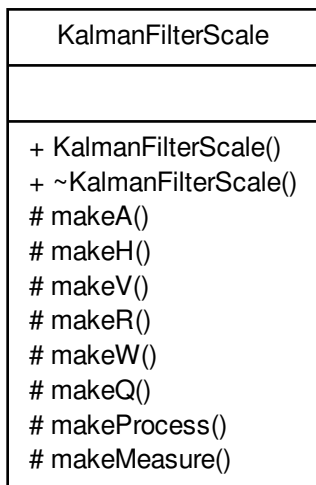 KalmanFilterScale
+ KalmanFilterScale()
+ ~KalmanFilterScale()
# makeA()
# makeH()
# makeV()
# makeR()
# makeW()
# makeQ()
# makeProcess()
# makeMeasure()